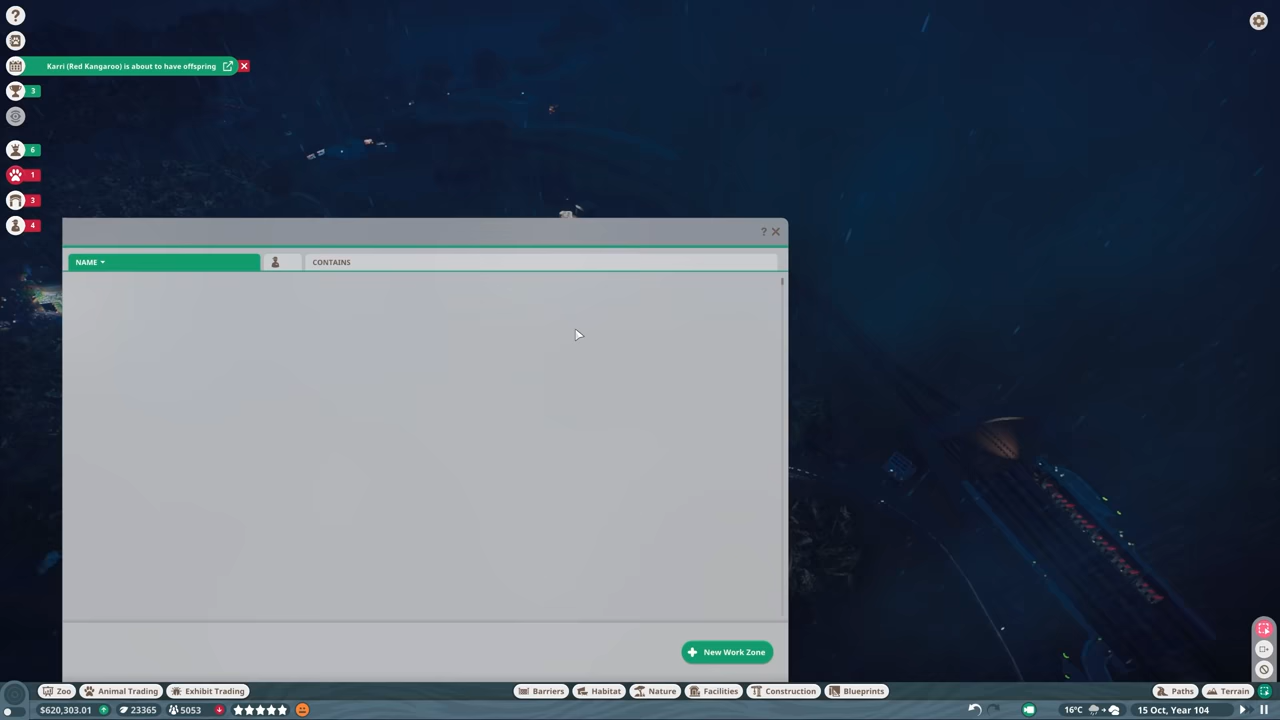 Karri (Red Kangaroo) is about to have offspring
3
6
1
3
4
NAME
CONTAINS
New Work Zone
Zoo
Animal Trading
Exhibit Trading
Barriers
Habitat
Nature
Facilities
Construction
Blueprints
Paths
Terrain
$620,303.01
23365
5053
16°C
15 Oct, Year 104